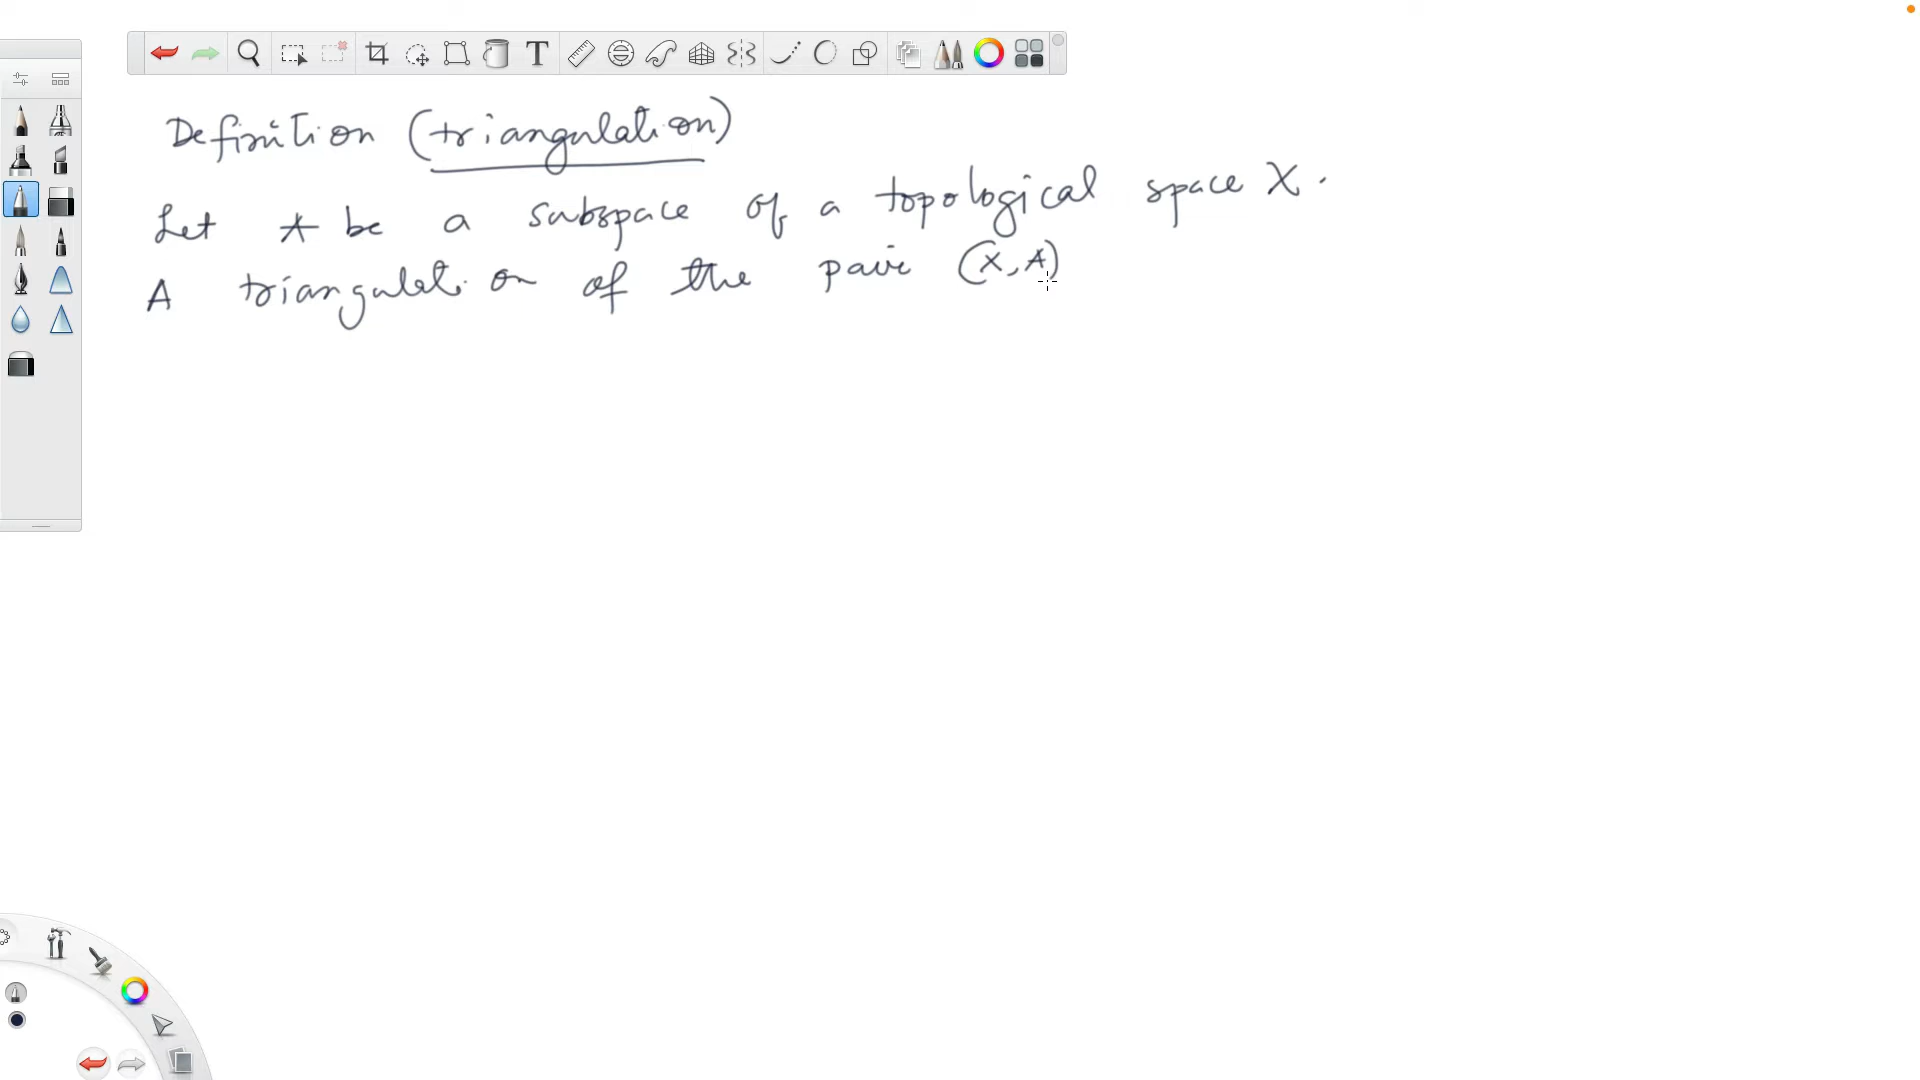 Definition (triangulation)
Let A be a subspace of a topological space X.
A triangulation of the pair (X, A)